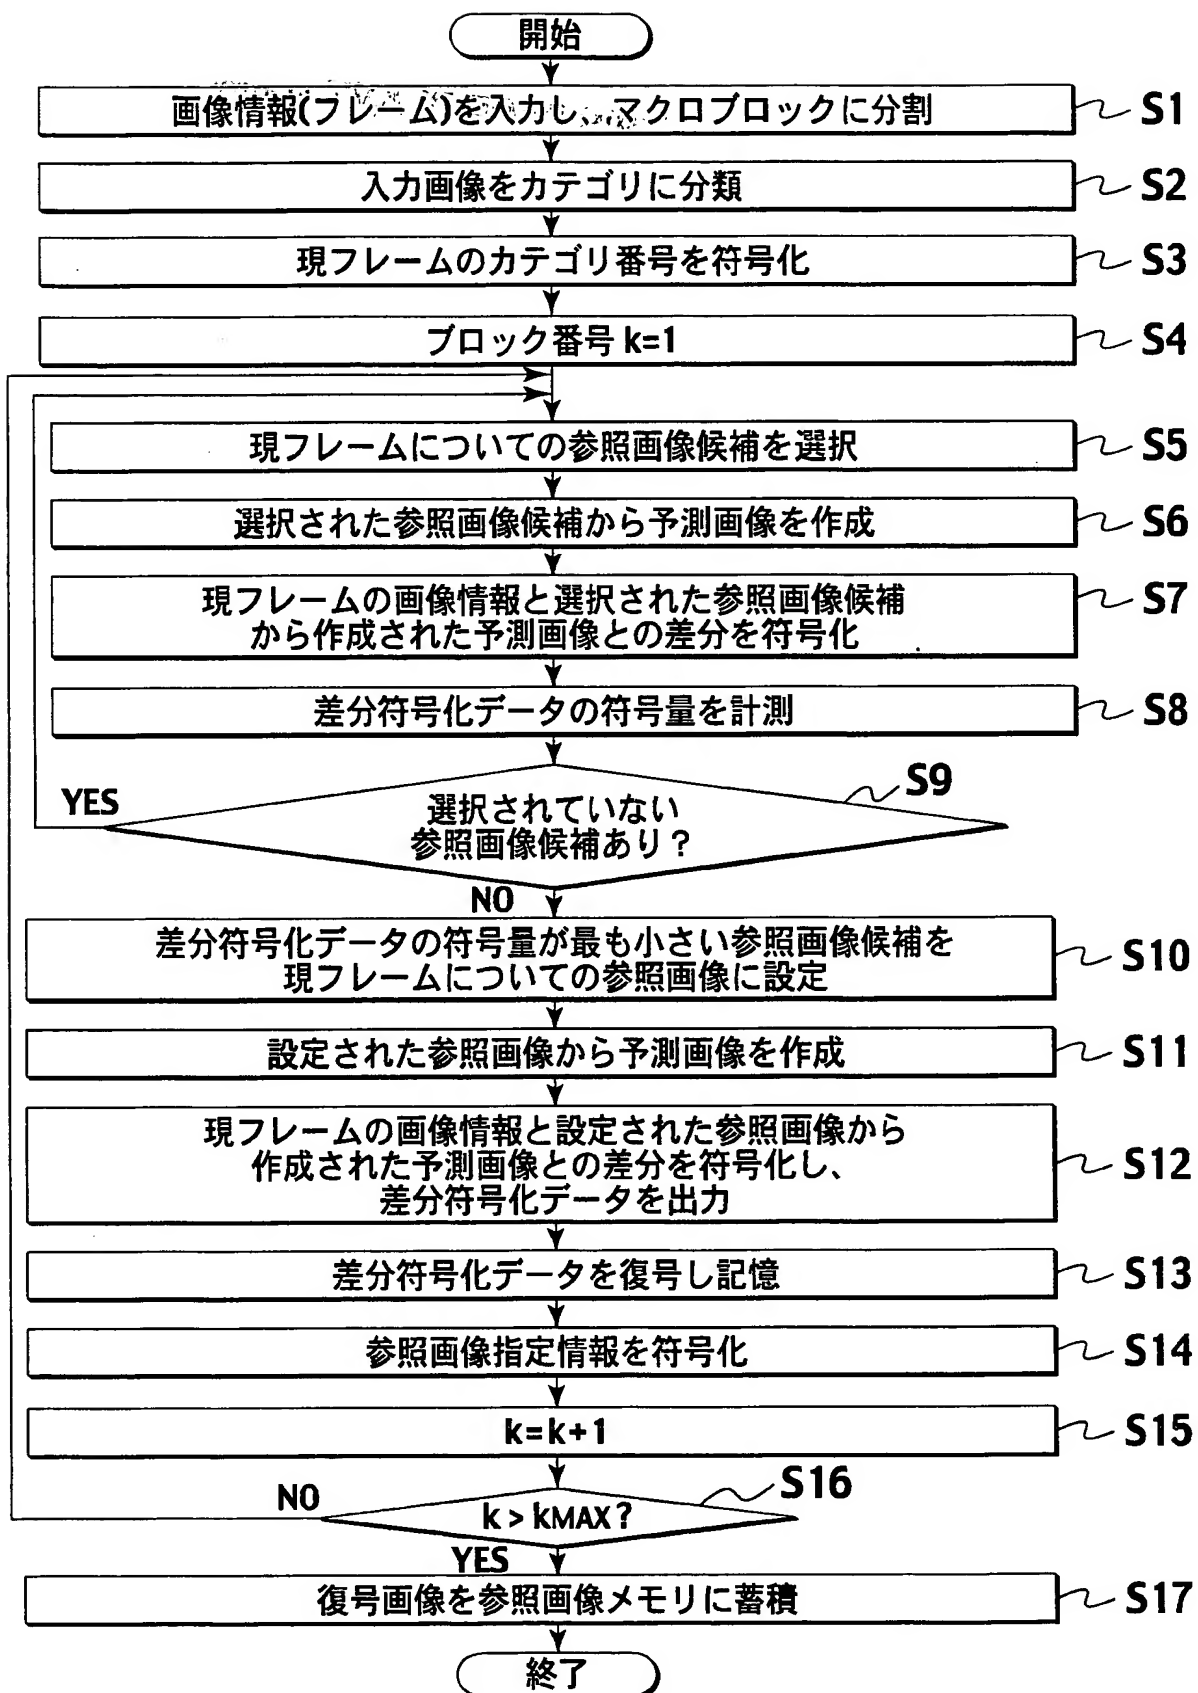 開始
画像情報(フレーム)を入力し、マクロブロックに分割
S1
入力画像をカテゴリに分類
S2
現フレームのカテゴリ番号を符号化
S3
ブロック番号 k=1
S4
現フレームについての参照画像候補を選択
S5
選択された参照画像候補から予測画像を作成
S6
現フレームの画像情報と選択された参照画像候補
から作成された予測画像との差分を符号化
S7
差分符号化データの符号量を計測
S8
YES
選択されていない
参照画像候補あり?
S9
NO
差分符号化データの符号量が最も小さい参照画像候補を
現フレームについての参照画像に設定
S10
設定された参照画像から予測画像を作成
S11
現フレームの画像情報と設定された参照画像から
作成された予測画像との差分を符号化し、
差分符号化データを出力
S12
差分符号化データを復号し記憶
S13
参照画像指定情報を符号化
S14
k=k+1
S15
NO
k > kMAX?
S16
YES
復号画像を参照画像メモリに蓄積
S17
終了